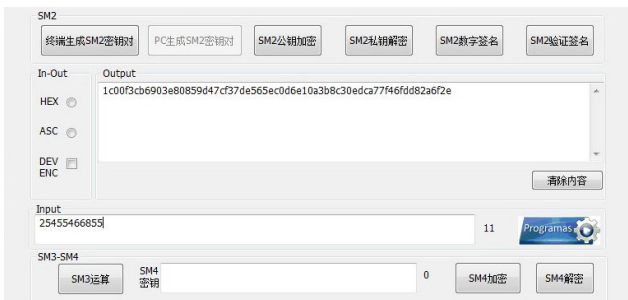 SM2
终端生成SM2密钥对 PC生成SM2密钥对 SM2公钥加密 SM2私钥解密 SM2数字签名 SM2验证签名
In-Out Output
1c00f3cb6903e80859d47cf37de565ec0d6e10a3b8c30edca77f46fdd82a6f2e
HEX
ASC
DEV
ENC
清除内容
Input
25455466855
11 Programas
SM3-SM4
SM3运算 SM4
密钥 0 SM4加密 SM4解密